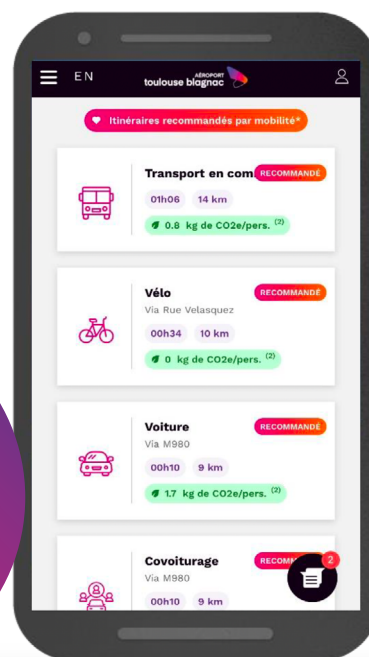 EN
AÉROPORT
toulouse blagnac
Itinéraires recommandés par mobilité*
Transport en com
RECOMMANDÉ
01h06 14 km
0.8 kg de CO2e/pers. (2)
Vélo
RECOMMANDÉ
Via Rue Velasquez
00h34 10 km
0 kg de CO2e/pers. (2)
Voiture
RECOMMANDÉ
Via M980
00h10 9 km
1.7 kg de CO2e/pers. (2)
Covoiturage
RECOMM
2
Via M980
00h10 9 km